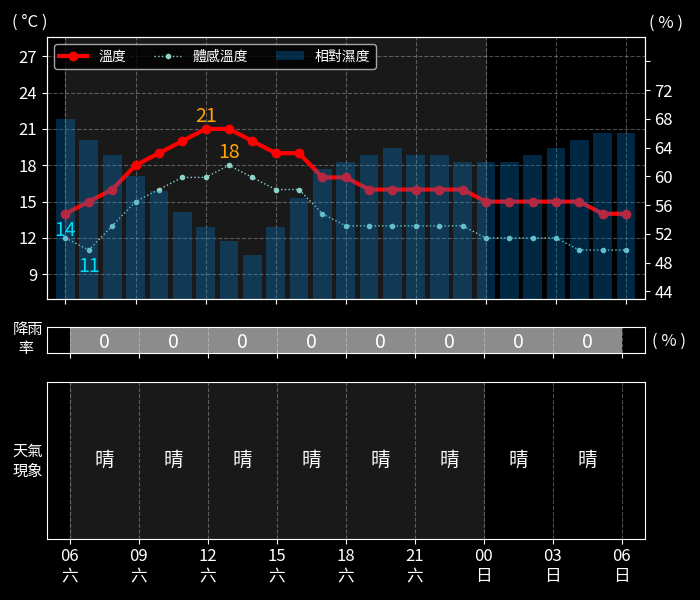 ( °C )
( % )
溫度 體感溫度 相對濕度
27
24
21
18
15
12
9
72
68
64
60
56
52
48
44
21
18
14
11
降雨
率
0 0 0 0 0 0 0 0
( % )
天氣
現象
晴 晴 晴 晴 晴 晴 晴 晴
06 09 12 15 18 21 00 03 06
六 六 六 六 六 六 日 日 日